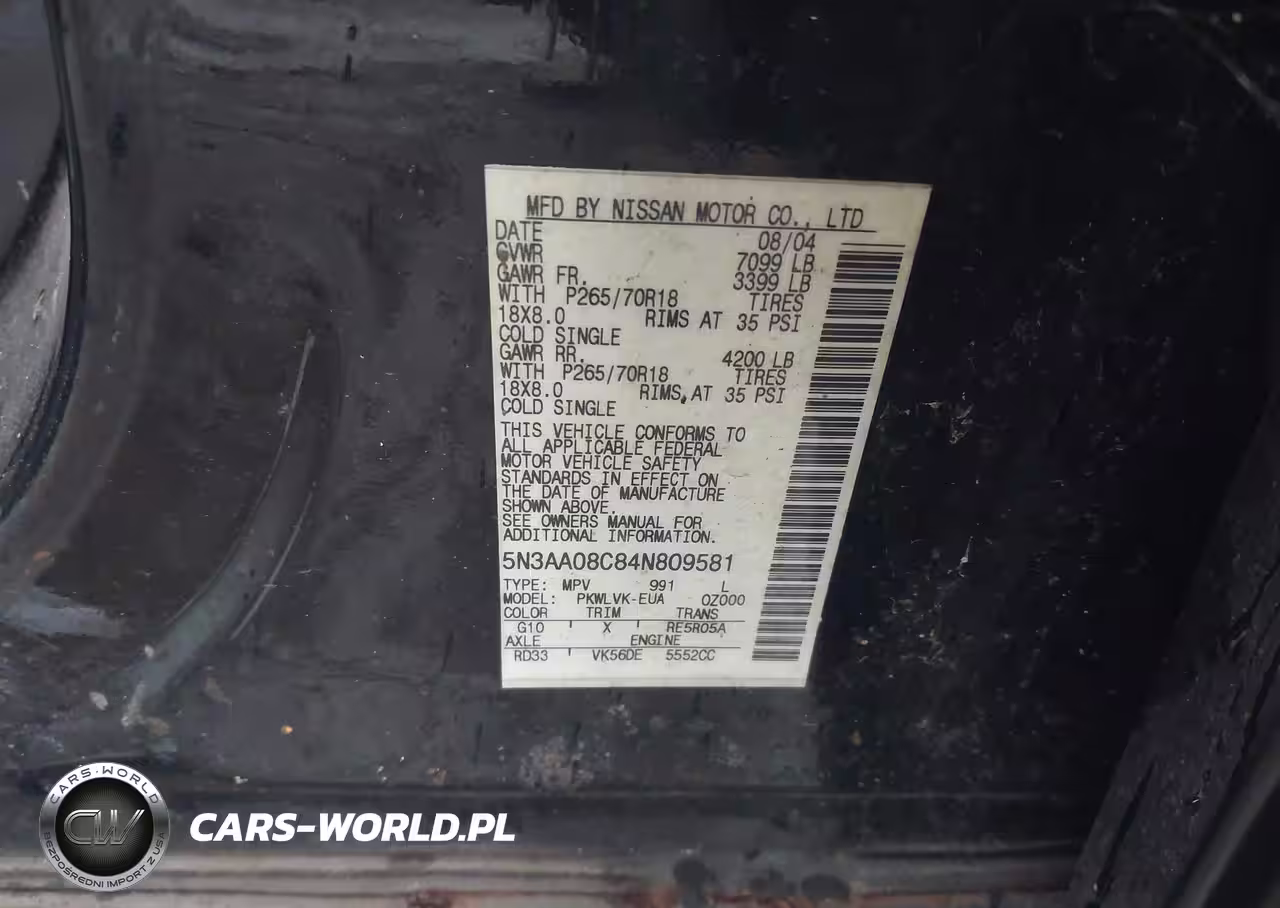 MFD BY NISSAN MOTOR CO., LTD
DATE 08/04
GVWR 7099 LB
GAWR FR. 3399 LB
WITH P265/70R18 TIRES
18X8.0 RIMS AT 35 PSI
COLD SINGLE
GAWR RR. 4200 LB
WITH P265/70R18 TIRES
18X8.0 RIMS AT 35 PSI
COLD SINGLE
THIS VEHICLE CONFORMS TO
ALL APPLICABLE FEDERAL
MOTOR VEHICLE SAFETY
STANDARDS IN EFFECT ON
THE DATE OF MANUFACTURE
SHOWN ABOVE.
SEE OWNERS MANUAL FOR
ADDITIONAL INFORMATION.
5N3AA08C84N809581
TYPE: MPV 991 L
MODEL: PKWLVK-EUA 0Z000
COLOR TRIM TRANS
G10 X RE5R05A
AXLE ENGINE
RD33 VK56DE 5552CC
CARS-WORLD
CW
BEZPOŚREDNI IMPORT Z USA
CARS-WORLD.PL